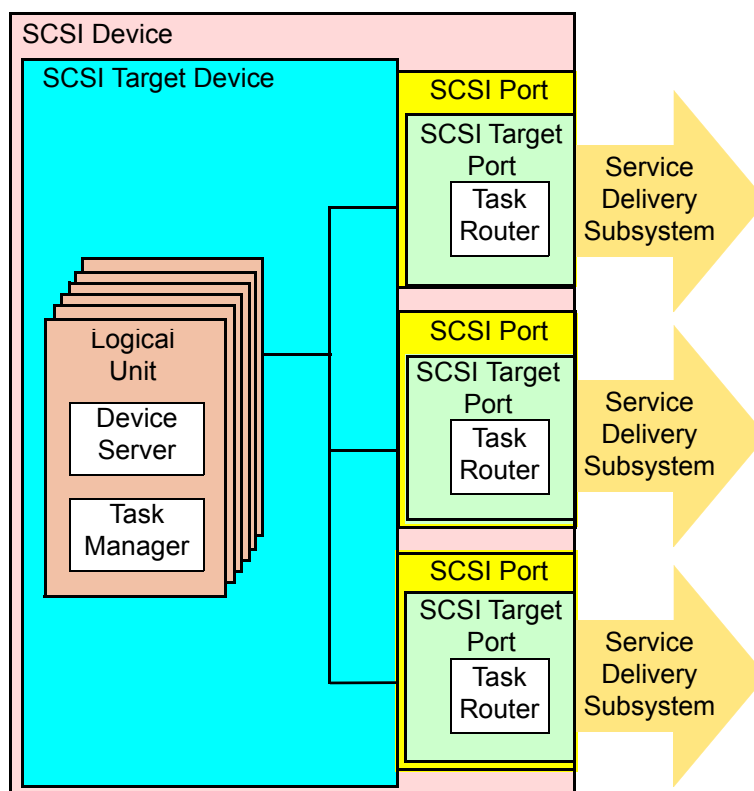 SCSI Device
SCSI Target Device
SCSI Port
SCSI Target
Port
Task
Router
Service
Delivery
Subsystem
Logical
Unit
Device
Server
Task
Manager
SCSI Port
SCSI Target
Port
Task
Router
Service
Delivery
Subsystem
SCSI Port
SCSI Target
Port
Task
Router
Service
Delivery
Subsystem